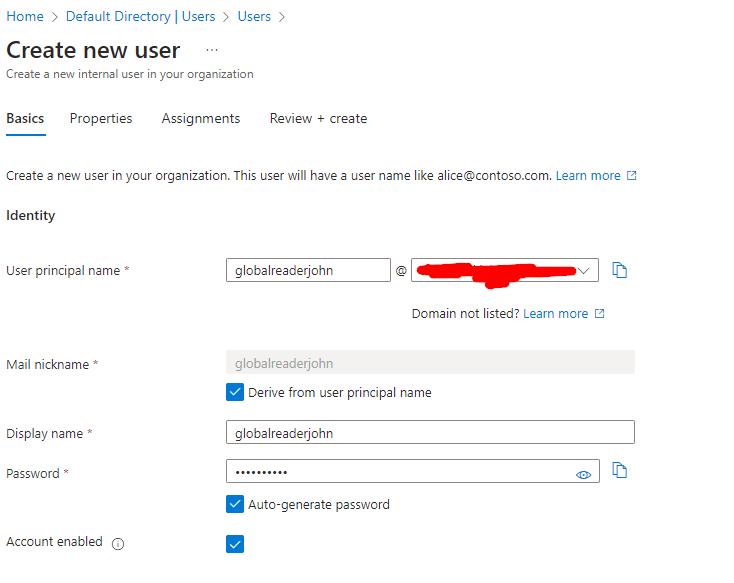 Home > Default Directory | Users > Users >
Create new user ...
Create a new internal user in your organization
Basics Properties Assignments Review + create
Create a new user in your organization. This user will have a user name like alice@contoso.com. Learn more
Identity
User principal name * globalreaderjohn @
Domain not listed? Learn more
Mail nickname * globalreaderjohn
Derive from user principal name
Display name * globalreaderjohn
Password * ••••••••••
Auto-generate password
Account enabled